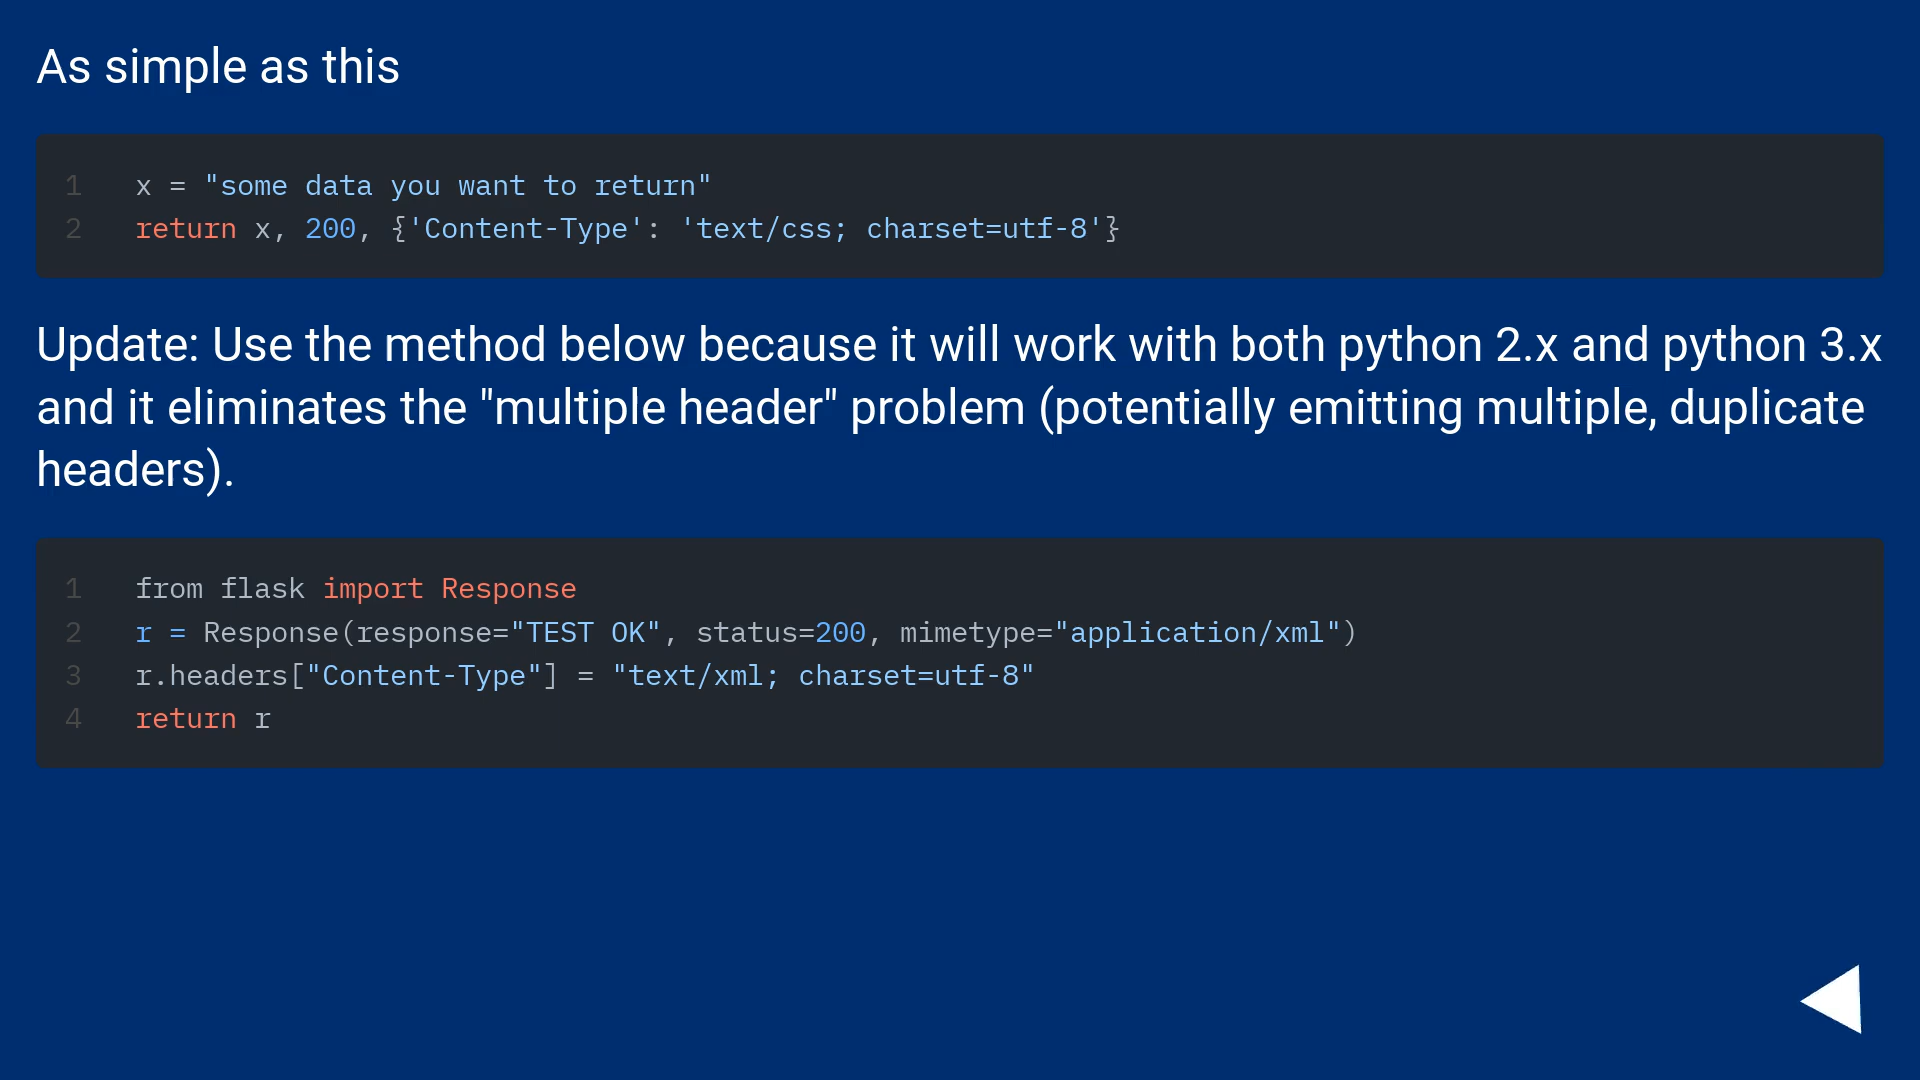 As simple as this
1 x = "some data you want to return"
2 return x, 200, {'Content-Type': 'text/css; charset=utf-8'}
Update: Use the method below because it will work with both python 2.x and python 3.x
and it eliminates the "multiple header" problem (potentially emitting multiple, duplicate
headers).
1 from flask import Response
2 r = Response(response="TEST OK", status=200, mimetype="application/xml")
3 r.headers["Content-Type"] = "text/xml; charset=utf-8"
4 return r